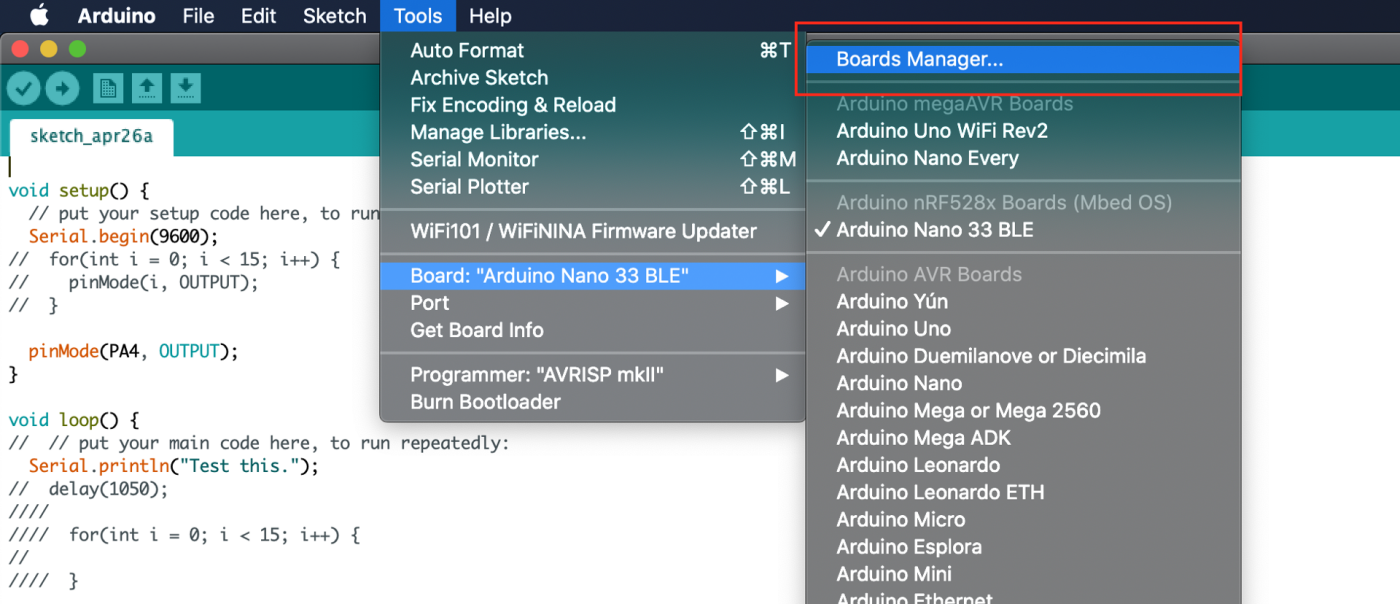 Arduino File Edit Sketch Tools Help
sketch_apr26a
void setup() {
// put your setup code here, to run
Serial.begin(9600);
// for(int i = 0; i < 15; i++) {
// pinMode(i, OUTPUT);
// }
pinMode(PA4, OUTPUT);
}
void loop() {
// // put your main code here, to run repeatedly:
Serial.println("Test this.");
// delay(1050);
////
//// for(int i = 0; i < 15; i++) {
//
//// }
Auto Format ⌘T
Archive Sketch
Fix Encoding & Reload
Manage Libraries... ⇧⌘I
Serial Monitor ⇧⌘M
Serial Plotter ⇧⌘L
WiFi101 / WiFiNINA Firmware Updater
Board: "Arduino Nano 33 BLE" ▶
Port ▶
Get Board Info
Programmer: "AVRISP mkII" ▶
Burn Bootloader
Boards Manager...
Arduino megaAVR Boards
Arduino Uno WiFi Rev2
Arduino Nano Every
Arduino nRF528x Boards (Mbed OS)
✓ Arduino Nano 33 BLE
Arduino AVR Boards
Arduino Yún
Arduino Uno
Arduino Duemilanove or Diecimila
Arduino Nano
Arduino Mega or Mega 2560
Arduino Mega ADK
Arduino Leonardo
Arduino Leonardo ETH
Arduino Micro
Arduino Esplora
Arduino Mini
Arduino Ethernet